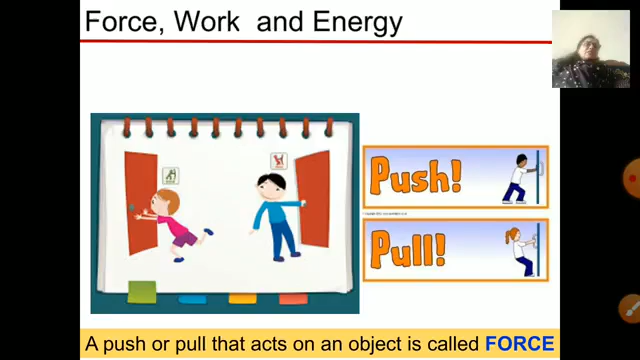 Force, Work and Energy
Push!
Pull!
A push or pull that acts on an object is called FORCE